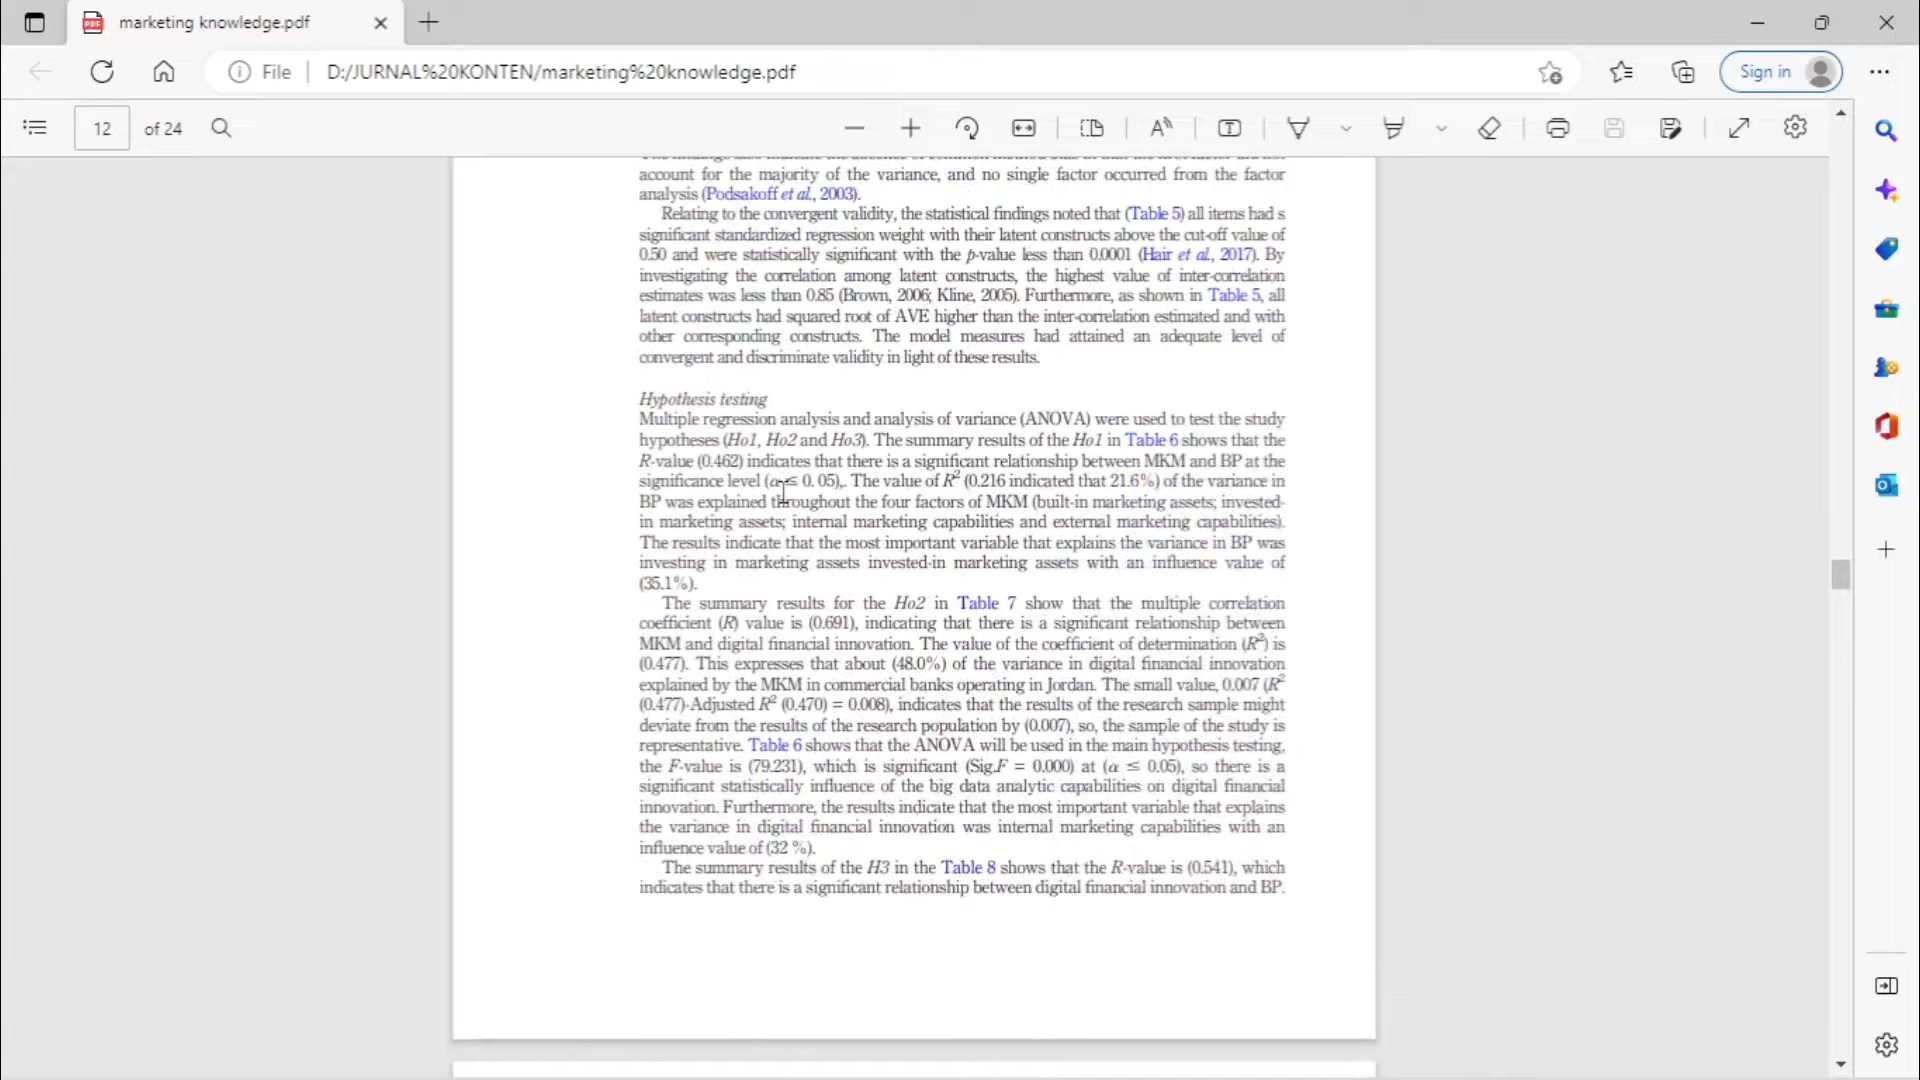 marketing knowledge.pdf
File
D:/JURNAL%20KONTEN/marketing%20knowledge.pdf
Sign in
12
of 24
account for the majority of the variance, and no single factor occurred from the factor
analysis (Podsakoff et al., 2003).
Relating to the convergent validity, the statistical findings noted that (Table 5) all items had s
significant standardized regression weight with their latent constructs above the cut-off value of
0.50 and were statistically significant with the p-value less than 0.0001 (Hair et al., 2017). By
investigating the correlation among latent constructs, the highest value of inter-correlation
estimates was less than 0.85 (Brown, 2006; Kline, 2005). Furthermore, as shown in Table 5, all
latent constructs had squared root of AVE higher than the inter-correlation estimated and with
other corresponding constructs. The model measures had attained an adequate level of
convergent and discriminate validity in light of these results.
Hypothesis testing
Multiple regression analysis and analysis of variance (ANOVA) were used to test the study
hypotheses (Ho1, Ho2 and Ho3). The summary results of the Ho1 in Table 6 shows that the
R-value (0.462) indicates that there is a significant relationship between MKM and BP at the
significance level (α ≤ 0. 05),. The value of R² (0.216 indicated that 21.6%) of the variance in
BP was explained throughout the four factors of MKM (built-in marketing assets; invested-
in marketing assets; internal marketing capabilities and external marketing capabilities).
The results indicate that the most important variable that explains the variance in BP was
investing in marketing assets invested-in marketing assets with an influence value of
(35.1%).
The summary results for the Ho2 in Table 7 show that the multiple correlation
coefficient (R) value is (0.691), indicating that there is a significant relationship between
MKM and digital financial innovation. The value of the coefficient of determination (R²) is
(0.477). This expresses that about (48.0%) of the variance in digital financial innovation
explained by the MKM in commercial banks operating in Jordan. The small value, 0.007 (R²
(0.477)-Adjusted R² (0.470) = 0.008), indicates that the results of the research sample might
deviate from the results of the research population by (0.007), so, the sample of the study is
representative. Table 6 shows that the ANOVA will be used in the main hypothesis testing,
the F-value is (79.231), which is significant (Sig.F = 0.000) at (α ≤ 0.05), so there is a
significant statistically influence of the big data analytic capabilities on digital financial
innovation. Furthermore, the results indicate that the most important variable that explains
the variance in digital financial innovation was internal marketing capabilities with an
influence value of (32 %).
The summary results of the H3 in the Table 8 shows that the R-value is (0.541), which
indicates that there is a significant relationship between digital financial innovation and BP.